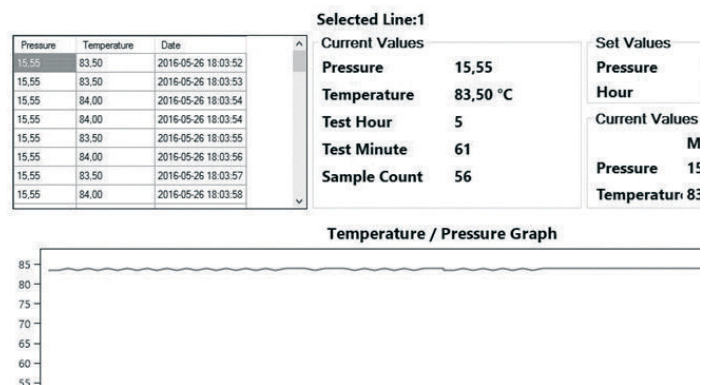 Selected Line:1
Pressure Temperature Date
15,55 83,50 2016-05-26 18:03:52
15,55 83,50 2016-05-26 18:03:53
15,55 84,00 2016-05-26 18:03:54
15,55 84,00 2016-05-26 18:03:54
15,55 83,50 2016-05-26 18:03:55
15,55 84,00 2016-05-26 18:03:56
15,55 83,50 2016-05-26 18:03:57
15,55 84,00 2016-05-26 18:03:58
Current Values
Pressure 15,55
Temperature 83,50 °C
Test Hour 5
Test Minute 61
Sample Count 56
Set Values
Pressure
Hour
Current Values
M
Pressure 15
Temperatur 83
Temperature / Pressure Graph
85
80
75
70
65
60
55